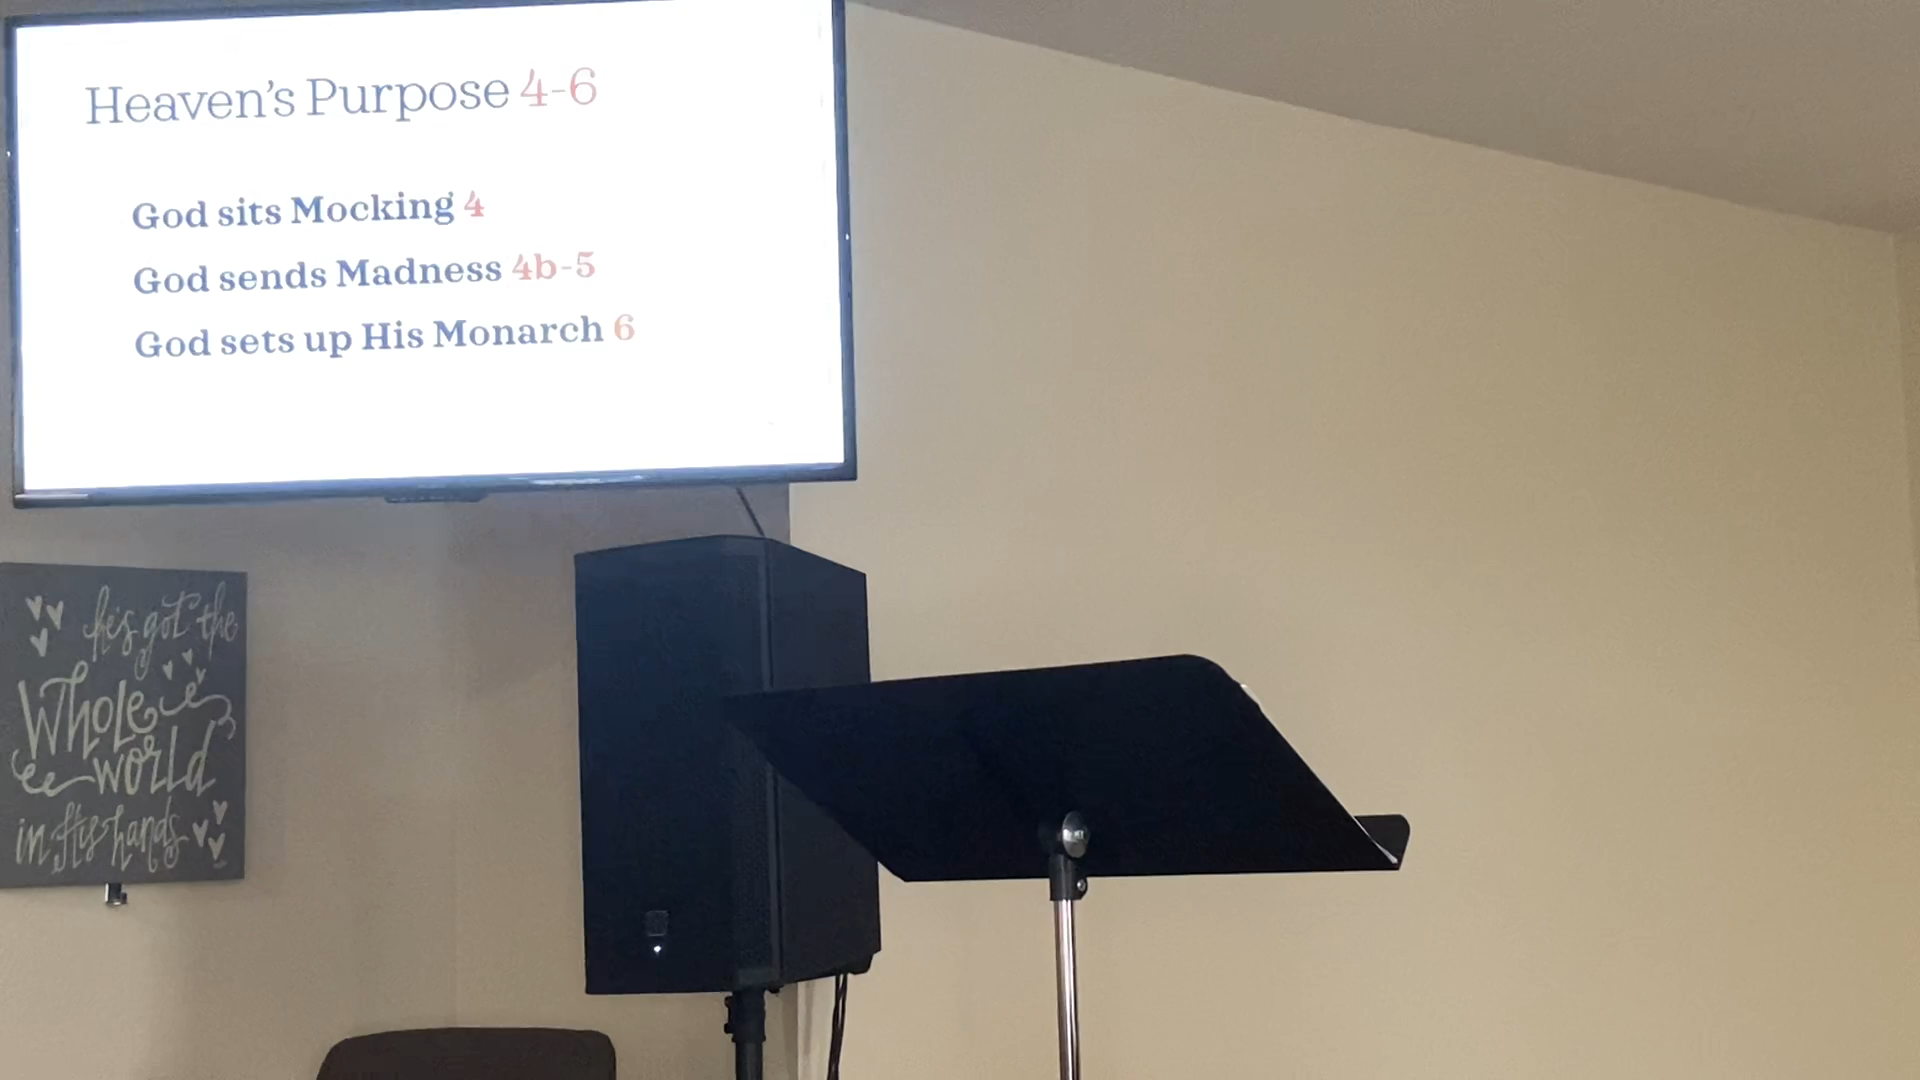 Heaven's Purpose 4-6
God sits Mocking 4
God sends Madness 4b-5
God sets up His Monarch 6
he's got the
Whole
world
in His hands